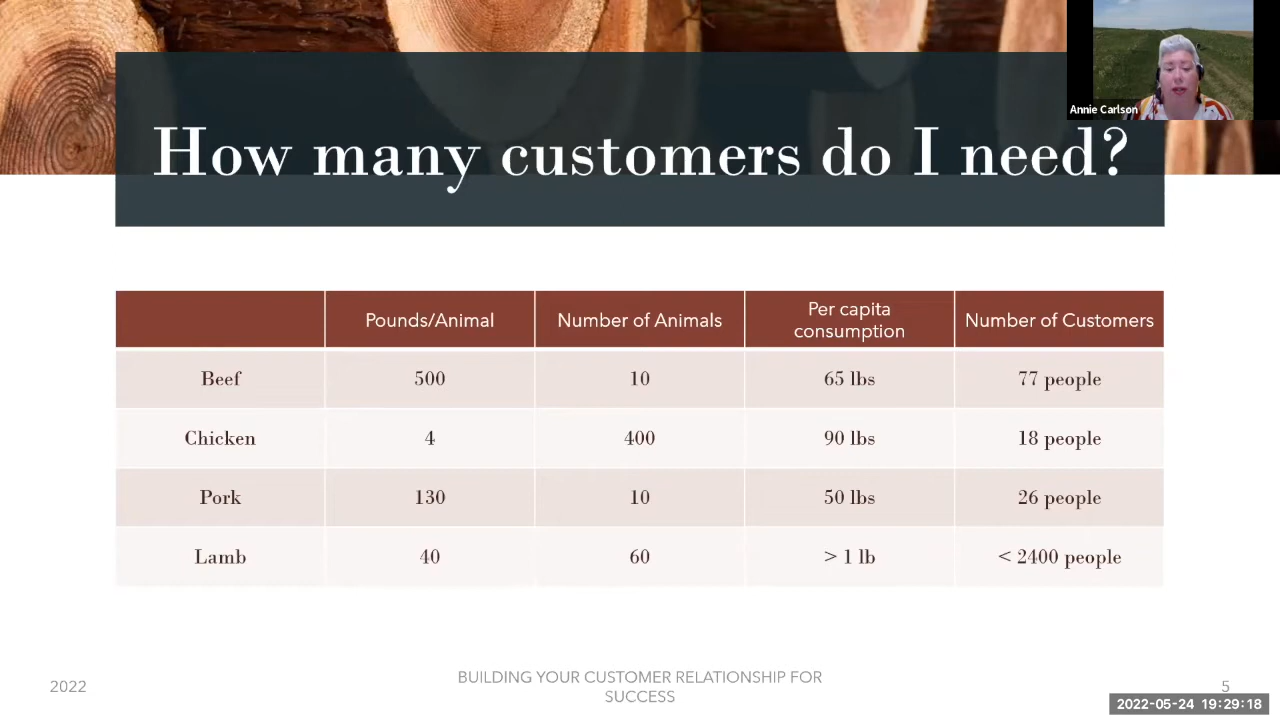 Annie Carlson
How many customers do I need?
Pounds/Animal
Number of Animals
Per capita
consumption
Number of Customers
Beef
500
10
65 lbs
77 people
Chicken
4
400
90 lbs
18 people
Pork
130
10
50 lbs
26 people
Lamb
40
60
> 1 lb
< 2400 people
2022
BUILDING YOUR CUSTOMER RELATIONSHIP FOR
SUCCESS
5
2022-05-24 19:29:18